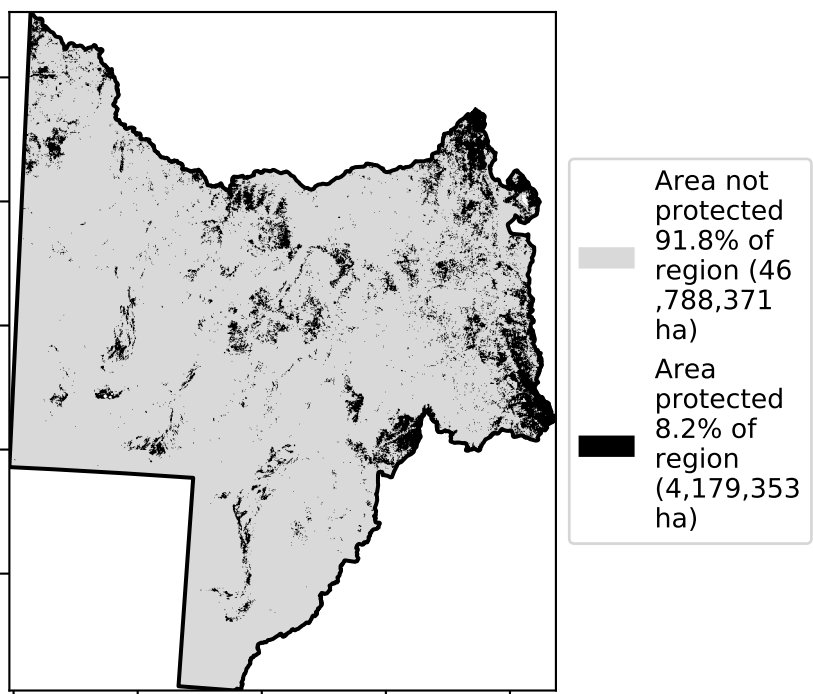 Area not
protected
91.8% of
region (46
,788,371
ha)
Area
protected
8.2% of
region
(4,179,353
ha)